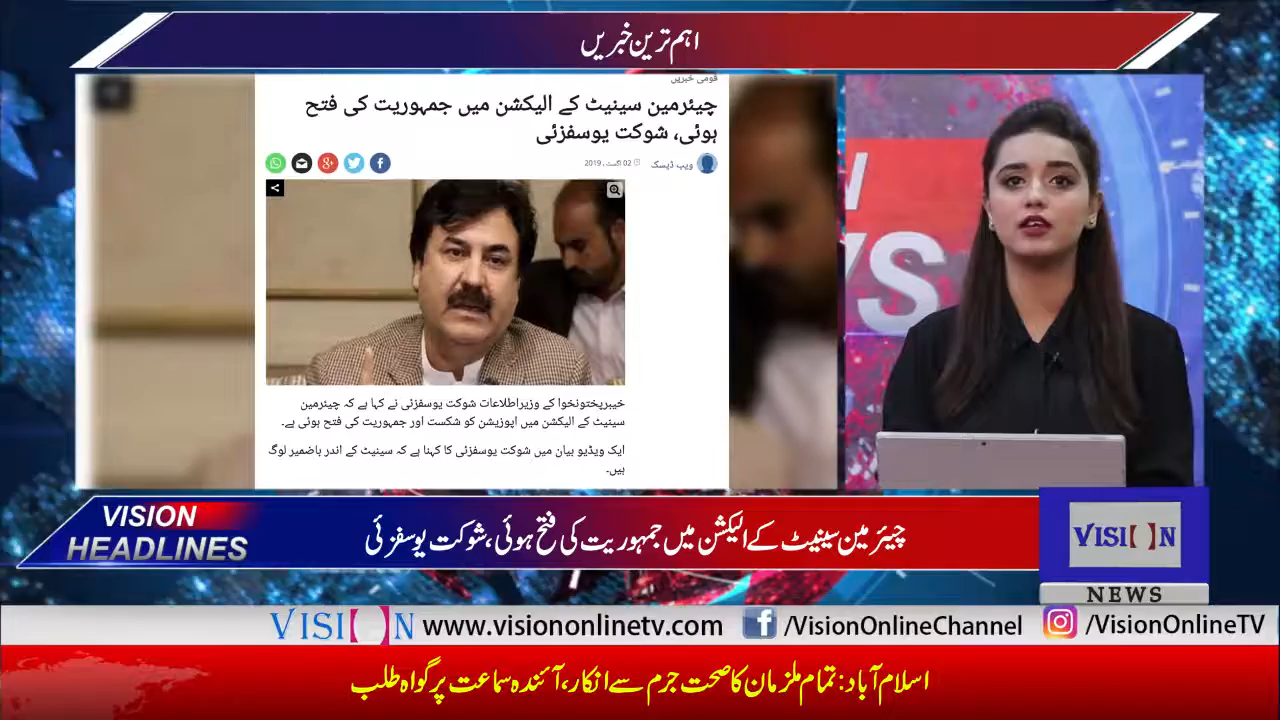 اہم ترین خبریں
قومی خبریں
چیئرمین سینیٹ کے الیکشن میں جمہوریت کی فتح
ہوئی، شوکت یوسفزئی
ویب ڈیسک
02 اگست ، 2019
خیبرپختونخوا کے وزیراطلاعات شوکت یوسفزئی نے کہا ہے کہ چیئرمین
سینیٹ کے الیکشن میں اپوزیشن کو شکست اور جمہوریت کی فتح ہوئی ہے۔
ایک ویڈیو بیان میں شوکت یوسفزئی کا کہنا ہے کہ سینیٹ کے اندر باضمیر لوگ
ہیں۔
VISION
HEADLINES
چیئرمین سینیٹ کے الیکشن میں جمہوریت کی فتح ہوئی، شوکت یوسفزئی
VISION
NEWS
VISION www.visiononlinetv.com /VisionOnlineChannel /VisionOnlineTV
اسلام آباد: تمام ملزمان کا صحت جرم سے انکار، آئندہ سماعت پر گواہ طلب